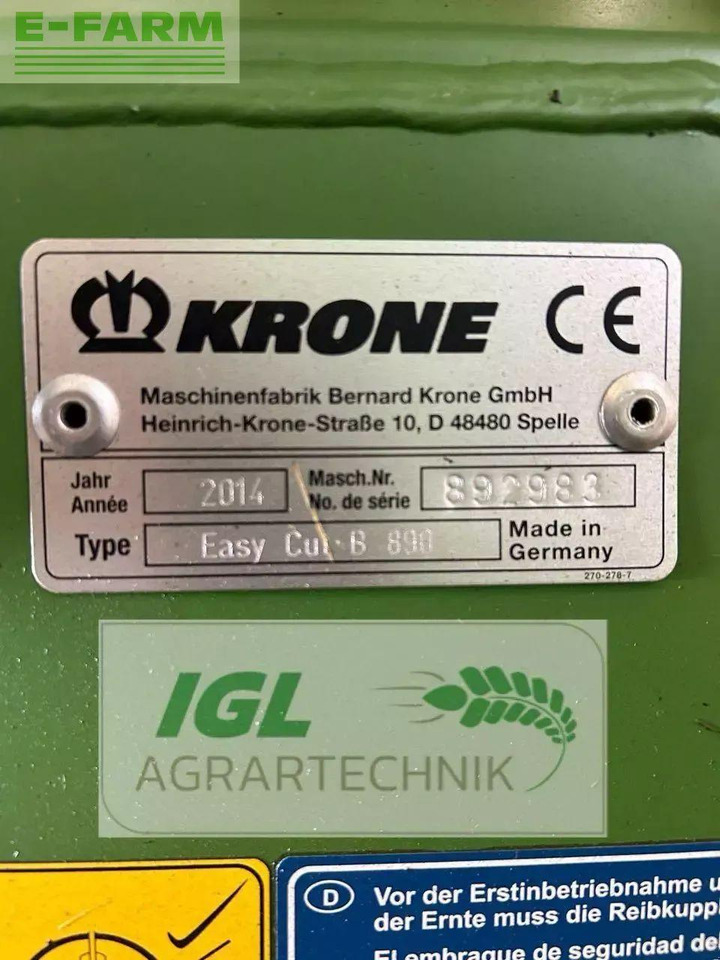 E-FARM
KRONE CE
Maschinenfabrik Bernard Krone GmbH
Heinrich-Krone-Straße 10, D 48480 Spelle
Jahr
Année
2014
Masch.Nr.
No. de série
892983
Type
Easy Cut B 890
Made in
Germany
270-278-7
IGL
AGRARTECHNIK
D
Vor der Erstinbetriebnahme u
der Ernte muss die Reibkupp
El embrague de seguridad de